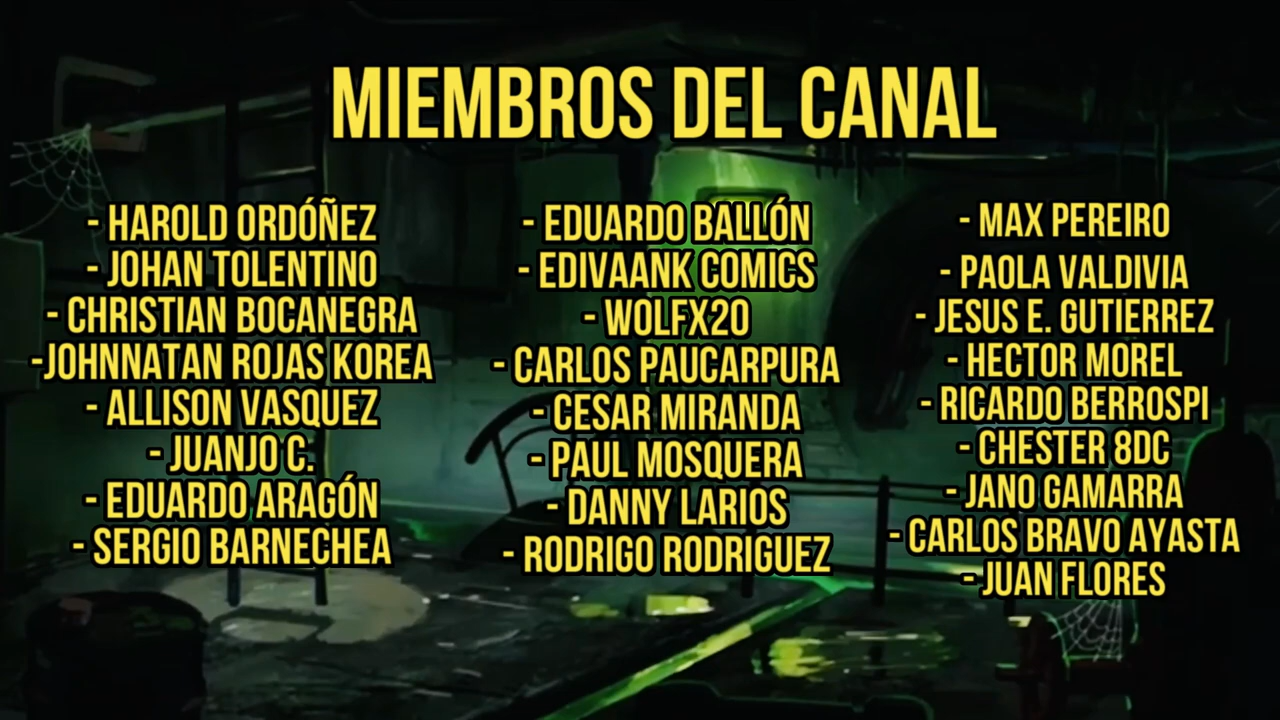 MIEMBROS DEL CANAL
- HAROLD ORDÓÑEZ
- JOHAN TOLENTINO
- CHRISTIAN BOCANEGRA
-JOHNNATAN ROJAS KOREA
- ALLISON VASQUEZ
- JUANJO C.
- EDUARDO ARAGÓN
- SERGIO BARNECHEA
- EDUARDO BALLÓN
- EDIVAANK COMICS
- WOLFX20
- CARLOS PAUCARPURA
- CESAR MIRANDA
- PAUL MOSQUERA
- DANNY LARIOS
- RODRIGO RODRIGUEZ
- MAX PEREIRO
- PAOLA VALDIVIA
- JESUS E. GUTIERREZ
- HECTOR MOREL
- RICARDO BERROSPI
- CHESTER 8DC
- JANO GAMARRA
- CARLOS BRAVO AYASTA
- JUAN FLORES